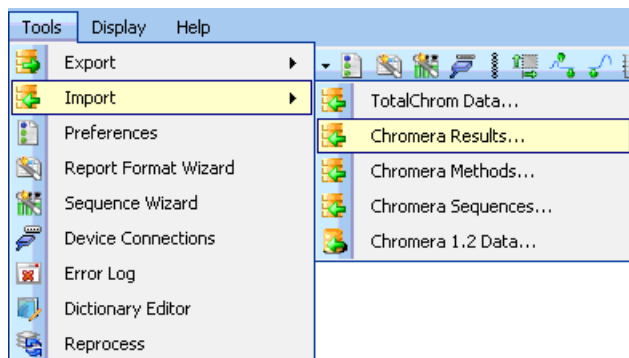 Tools Display Help
Export
Import
Preferences
Report Format Wizard
Sequence Wizard
Device Connections
Error Log
Dictionary Editor
Reprocess
TotalChrom Data...
Chromera Results...
Chromera Methods...
Chromera Sequences...
Chromera 1.2 Data...